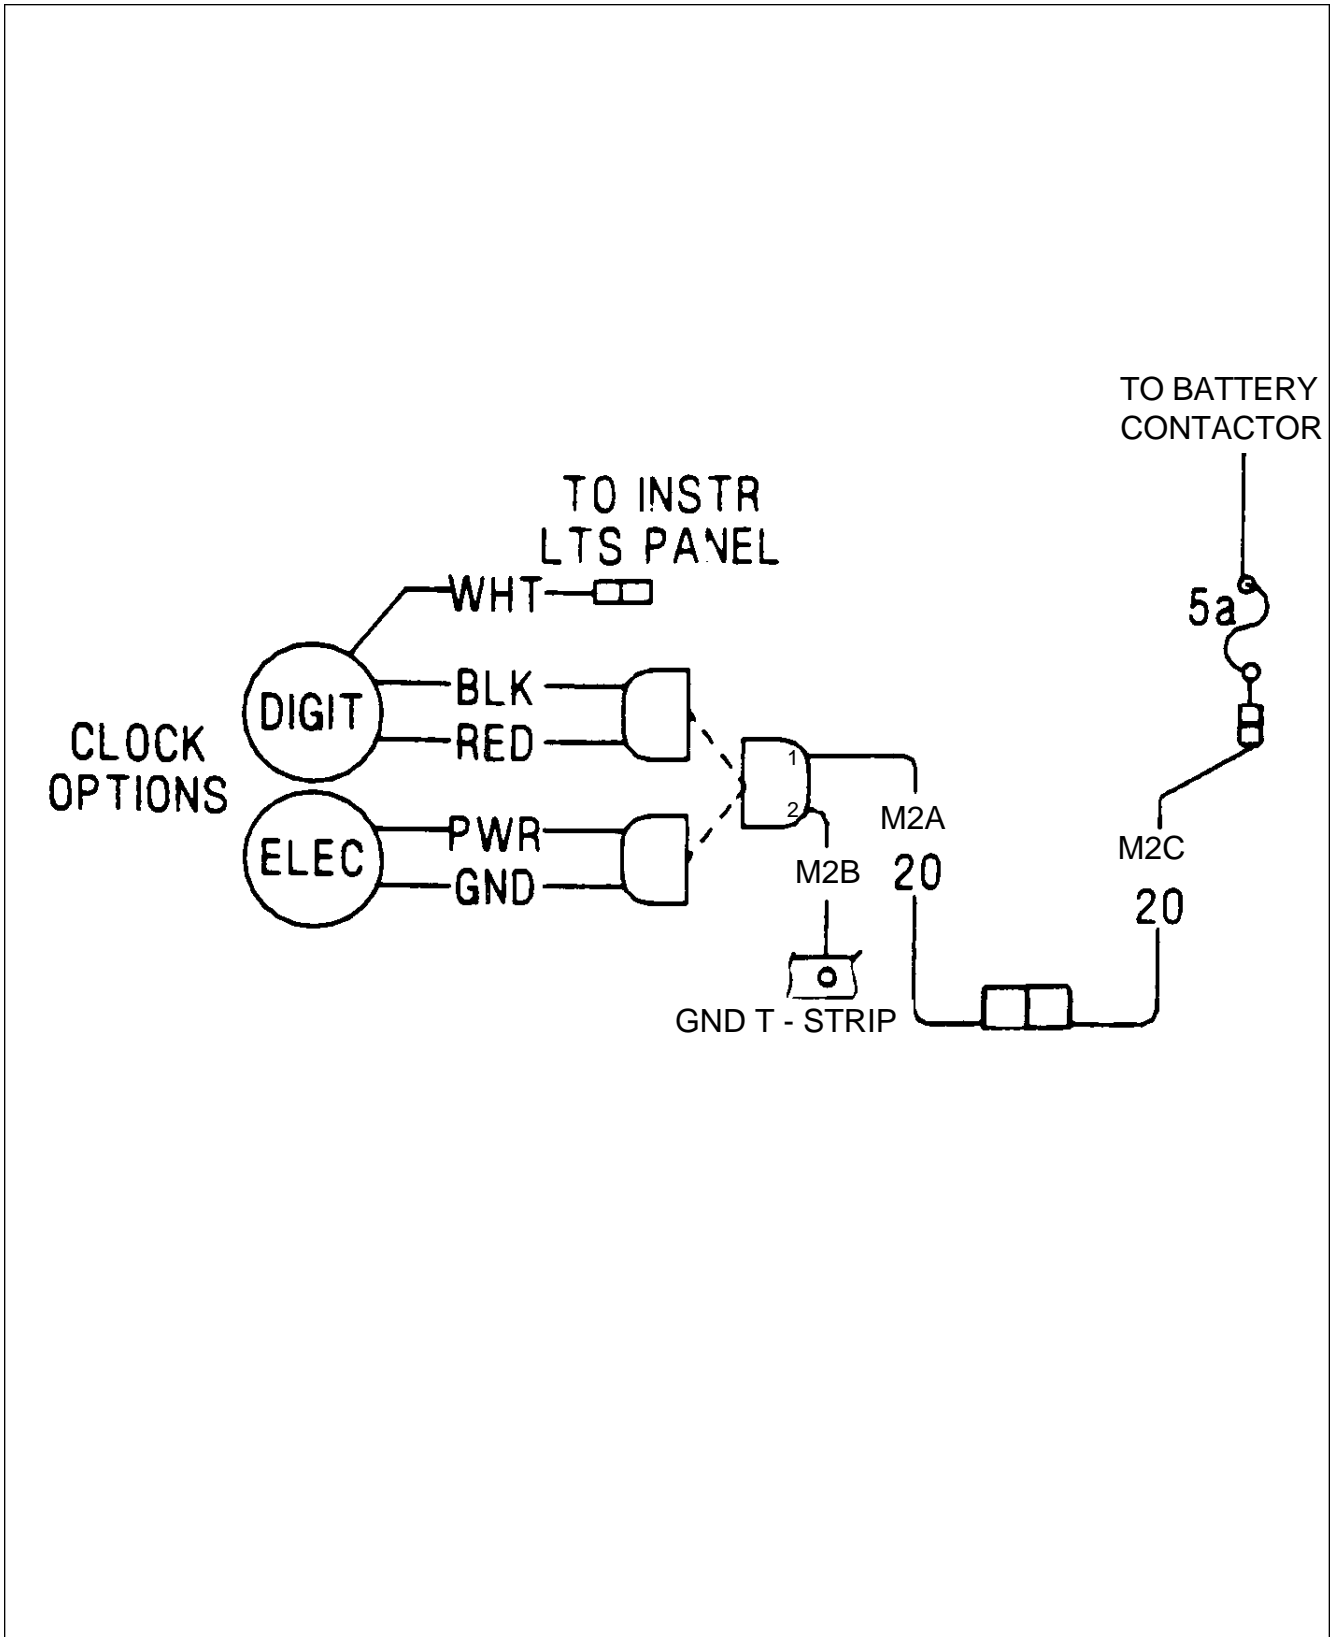 TO BATTERY
CONTACTOR
TO INSTR
LTS PANEL
WHT
5a
BLK
DIGIT
RED
CLOCK
OPTIONS
1
2
M2A
PWR
M2C
ELEC
M2B
20
GND
20
GND T - STRIP